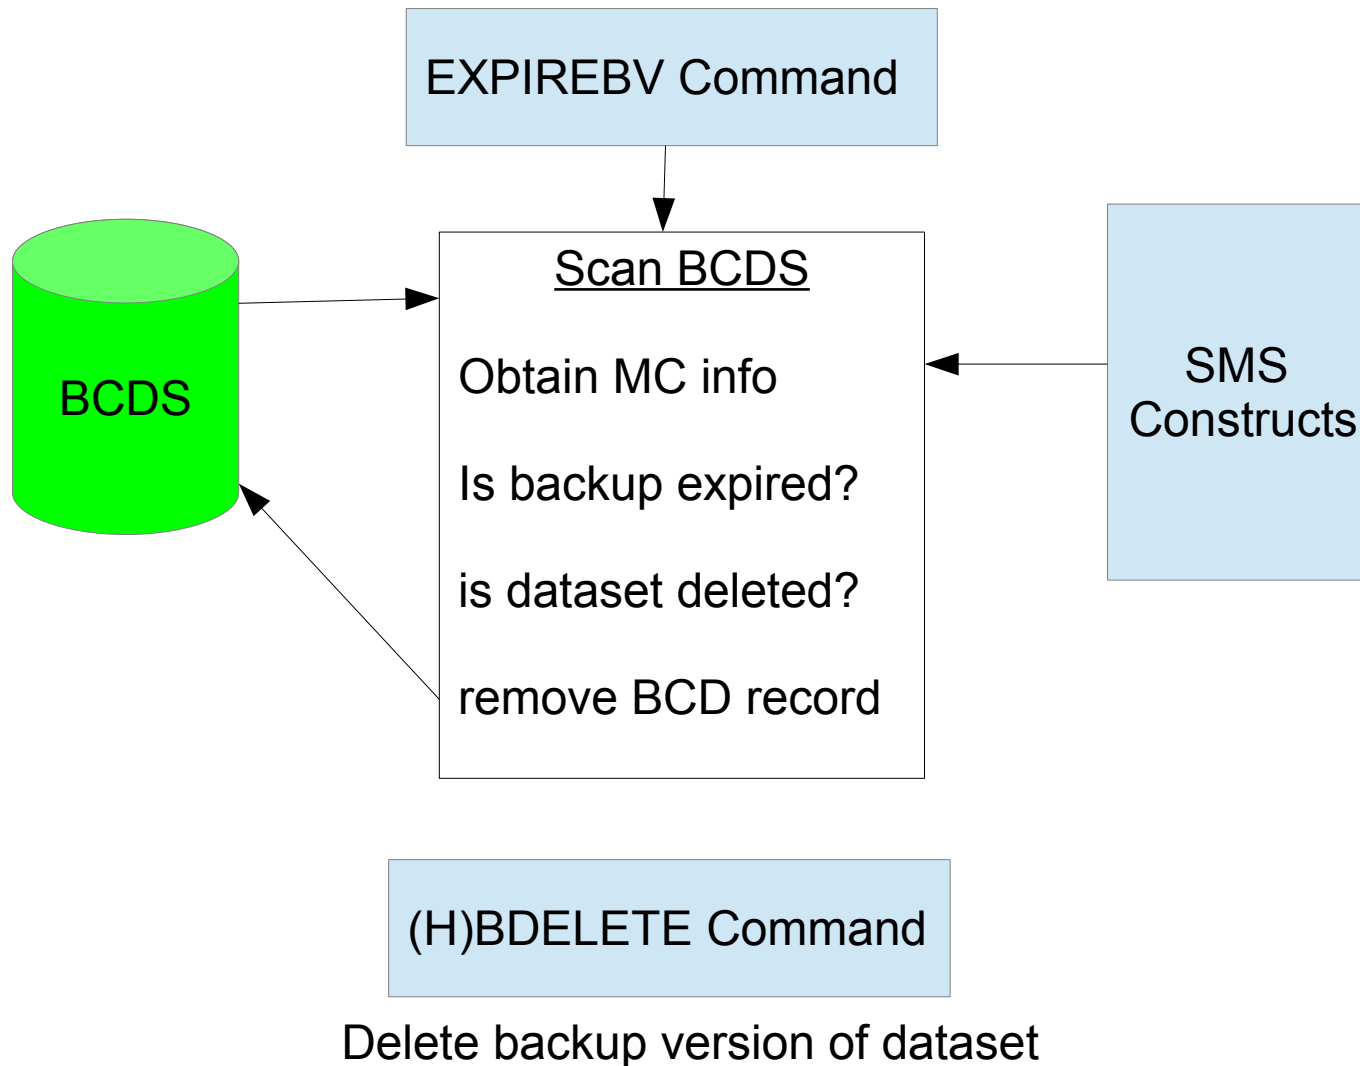 EXPIREBV Command
Scan BCDS
Obtain MC info
Is backup expired?
is dataset deleted?
remove BCD record
BCDS
SMS
Constructs
(H)BDELETE Command
Delete backup version of dataset